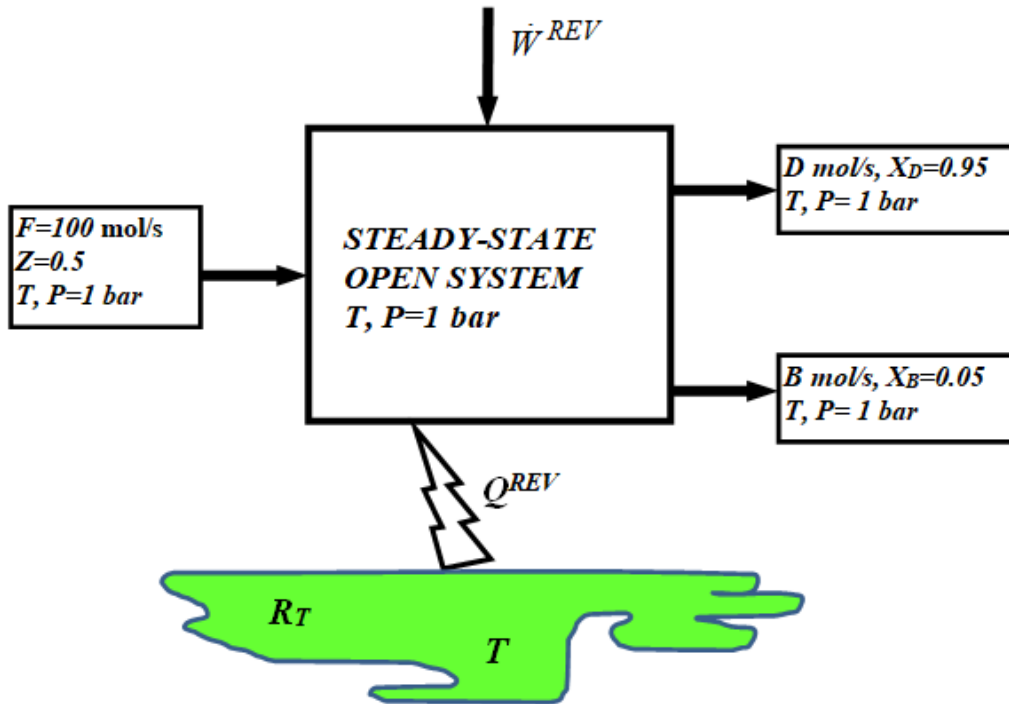 Ẇ REV
F=100 mol/s
Z=0.5
T, P=1 bar
STEADY-STATE
OPEN SYSTEM
T, P=1 bar
D mol/s, XD=0.95
T, P= 1 bar
B mol/s, XB=0.05
T, P= 1 bar
QREV
RT
T